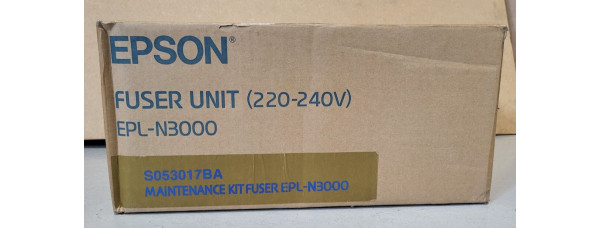 EPSON®
FUSER UNIT (220-240V)
EPL-N3000
S053017BA
MAINTENANCE KIT FUSER EPL-N3000